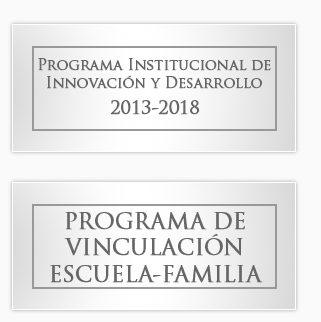 Programa Institucional de
Innovación y Desarrollo
2013-2018
PROGRAMA DE
VINCULACIÓN
ESCUELA-FAMILIA